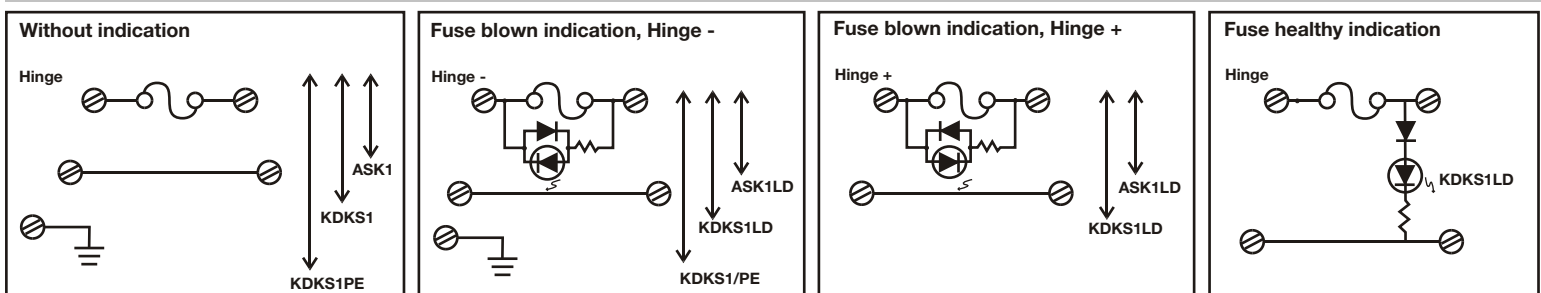 Without indication
Hinge
ASK1
KDKS1
KDKS1PE
Fuse blown indication, Hinge -
Hinge -
ASK1LD
KDKS1LD
KDKS1/PE
Fuse blown indication, Hinge +
Hinge +
ASK1LD
KDKS1LD
Fuse healthy indication
Hinge
KDKS1LD